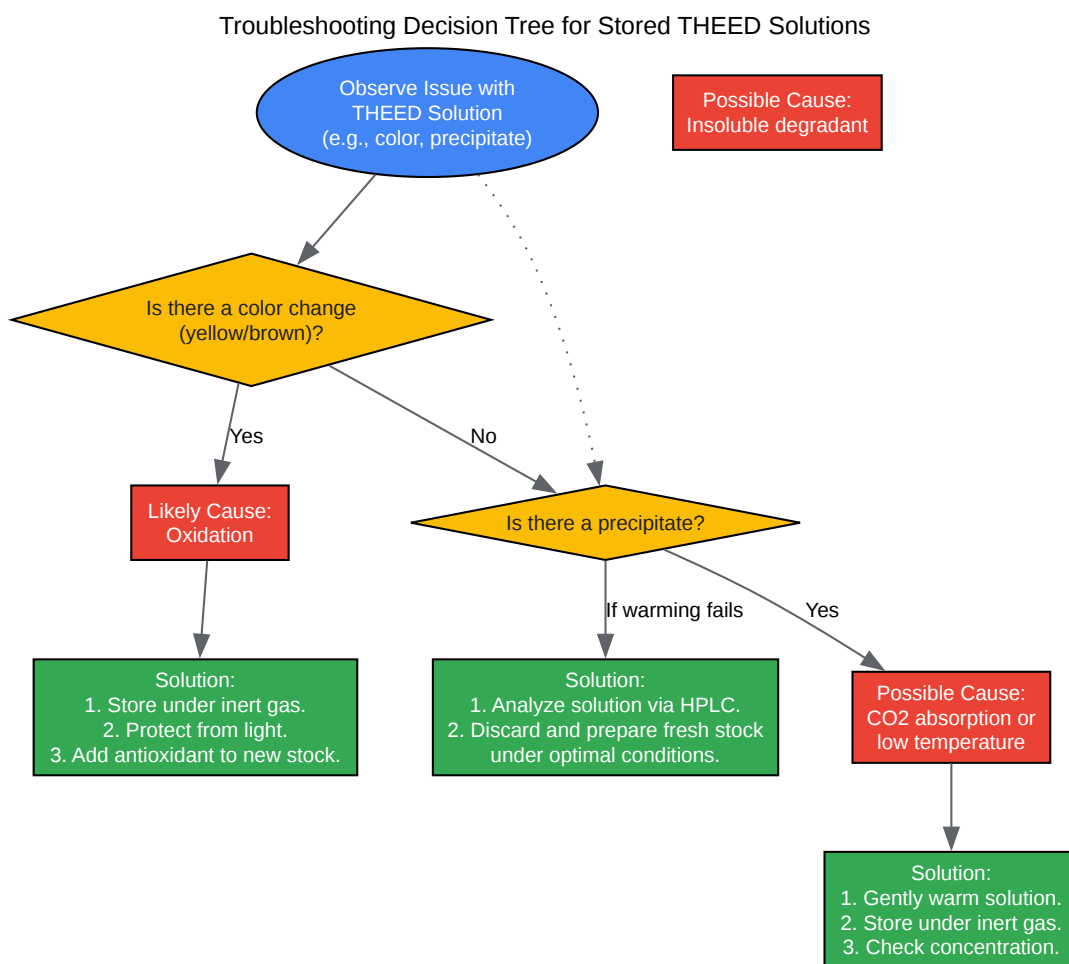 Troubleshooting Decision Tree for Stored THEED Solutions
Observe Issue with
THEED Solution
(e.g., color, precipitate)
Possible Cause:
Insoluble degradant
Is there a color change
(yellow/brown)?
Yes
No
Likely Cause:
Oxidation
Is there a precipitate?
If warming fails
Yes
Solution:
1. Store under inert gas.
2. Protect from light.
3. Add antioxidant to new stock.
Solution:
1. Analyze solution via HPLC.
2. Discard and prepare fresh stock
under optimal conditions.
Possible Cause:
CO2 absorption or
low temperature
Solution:
1. Gently warm solution.
2. Store under inert gas.
3. Check concentration.